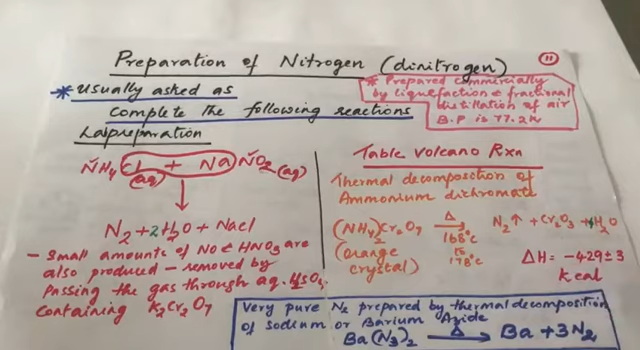 Preparation of Nitrogen (dinitrogen)
11
* Usually asked as
complete the following reactions
* Prepared commercially
by liquefaction & fractional
distillation of air
B.P is 77.2K
Labpreparation
NH4Cl + NaNO2(aq)
(aq)
N2+2H2O + NaCl
- Small amounts of NO & HNO3 are
also produced - removed by
passing the gas through aq. H2SO4
containing K2Cr2O7
Table Volcano Rxn
Thermal decomposition of
Ammonium dichromate
(NH4)2Cr2O7 Δ N2↑ + Cr2O3 + 4H2O
168°C
to
178°C
(Orange
crystal)
ΔH = -429±3
kcal
Very pure N2 prepared by thermal decomposition
of sodium or Barium Azide
Ba(N3)2 Δ Ba + 3N2